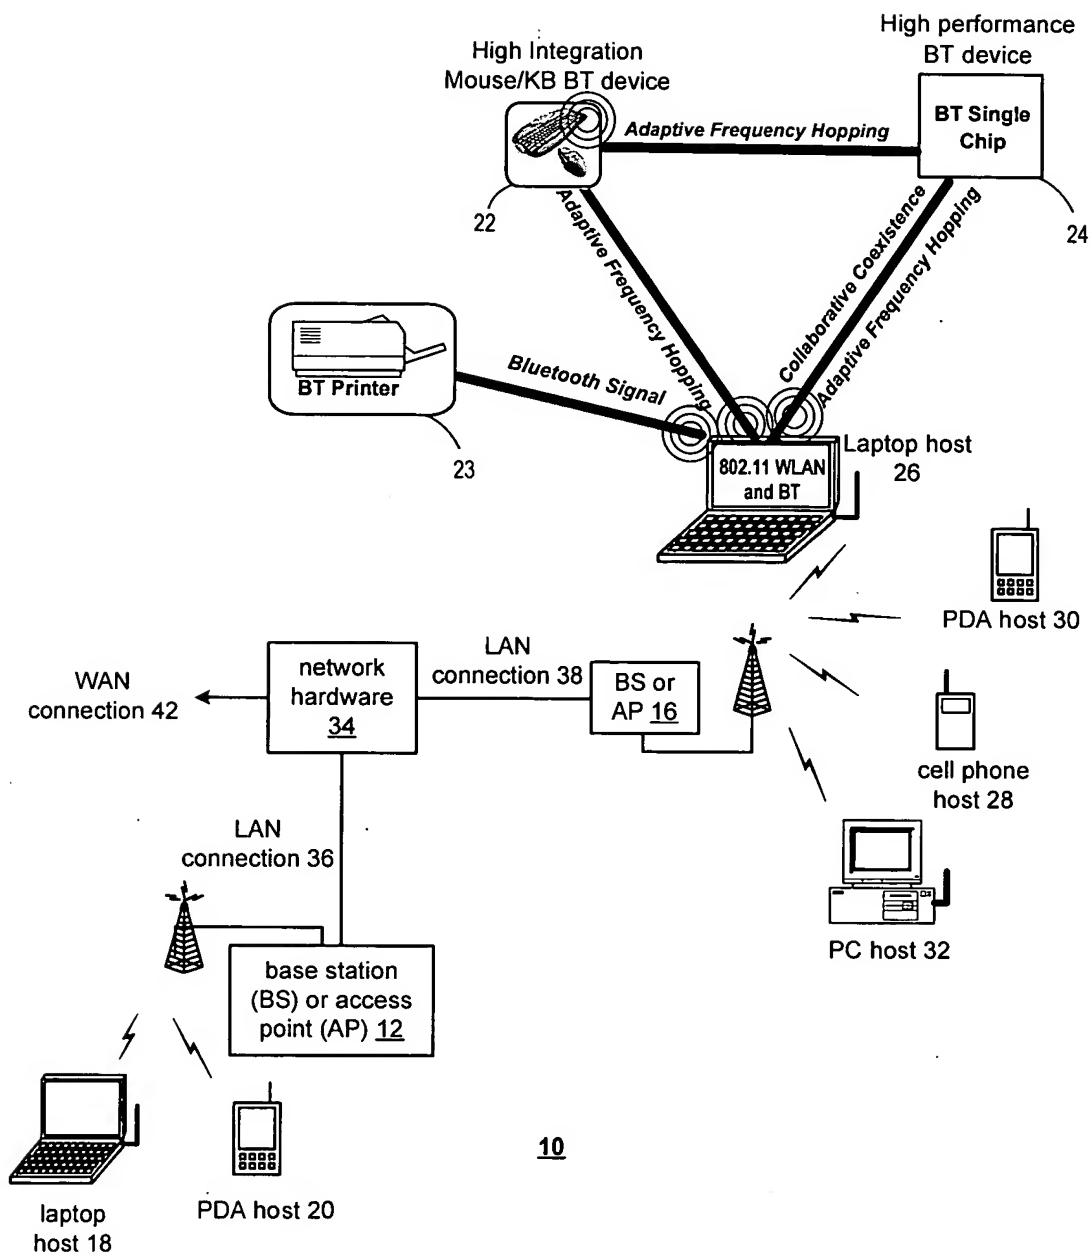 High performance
BT device
High Integration
Mouse/KB BT device
BT Single
Chip
Adaptive Frequency Hopping
22
24
Adaptive Frequency Hopping
Collaborative Coexistence
Adaptive Frequency Hopping
BT Printer
Bluetooth Signal
23
Laptop host
26
802.11 WLAN
and BT
PDA host 30
WAN
connection 42
network
hardware
34
LAN
connection 38
BS or
AP 16
cell phone
host 28
LAN
connection 36
PC host 32
base station
(BS) or access
point (AP) 12
10
laptop
host 18
PDA host 20